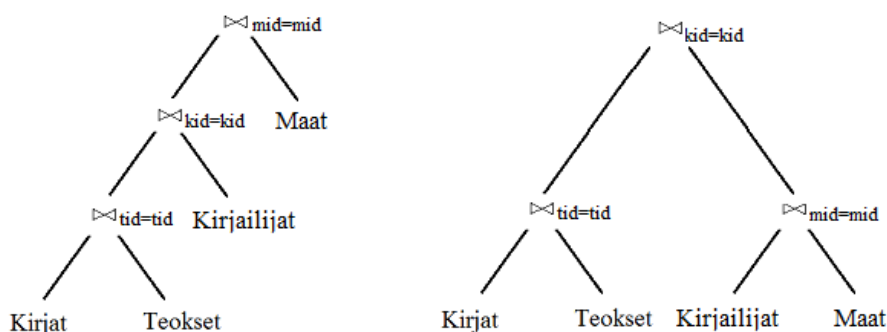 ⋈mid=mid
⋈kid=kid
Maat
⋈tid=tid
Kirjailijat
Kirjat
Teokset
⋈kid=kid
⋈tid=tid
⋈mid=mid
Kirjat
Teokset
Kirjailijat
Maat